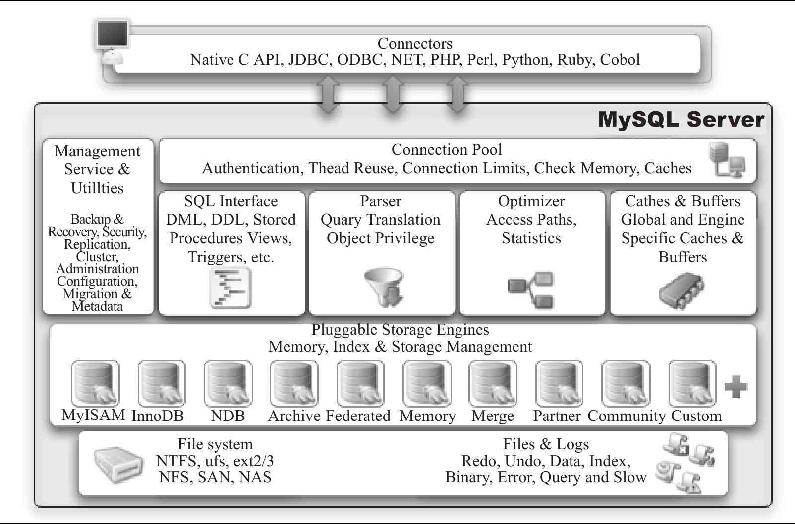 Connectors
Native C API, JDBC, ODBC, NET, PHP, Perl, Python, Ruby, Cobol
MySQL Server
Management
Service &
Utillties
Backup &
Recovery, Security,
Replication,
Cluster,
Administration
Configuration,
Migration &
Metadata
Connection Pool
Authentication, Thead Reuse, Connection Limits, Check Memory, Caches
SQL Interface
DML, DDL, Stored
Procedures Views,
Triggers, etc.
Parser
Quary Translation
Object Privilege
Optimizer
Access Paths,
Statistics
Cathes & Buffers
Global and Engine
Specific Caches &
Buffers
Pluggable Storage Engines
Memory, Index & Storage Management
MyISAM InnoDB NDB Archive Federated Memory Merge Partner Community Custom
File system
NTFS, ufs, ext2/3
NFS, SAN, NAS
Files & Logs
Redo, Undo, Data, Index,
Binary, Error, Query and Slow